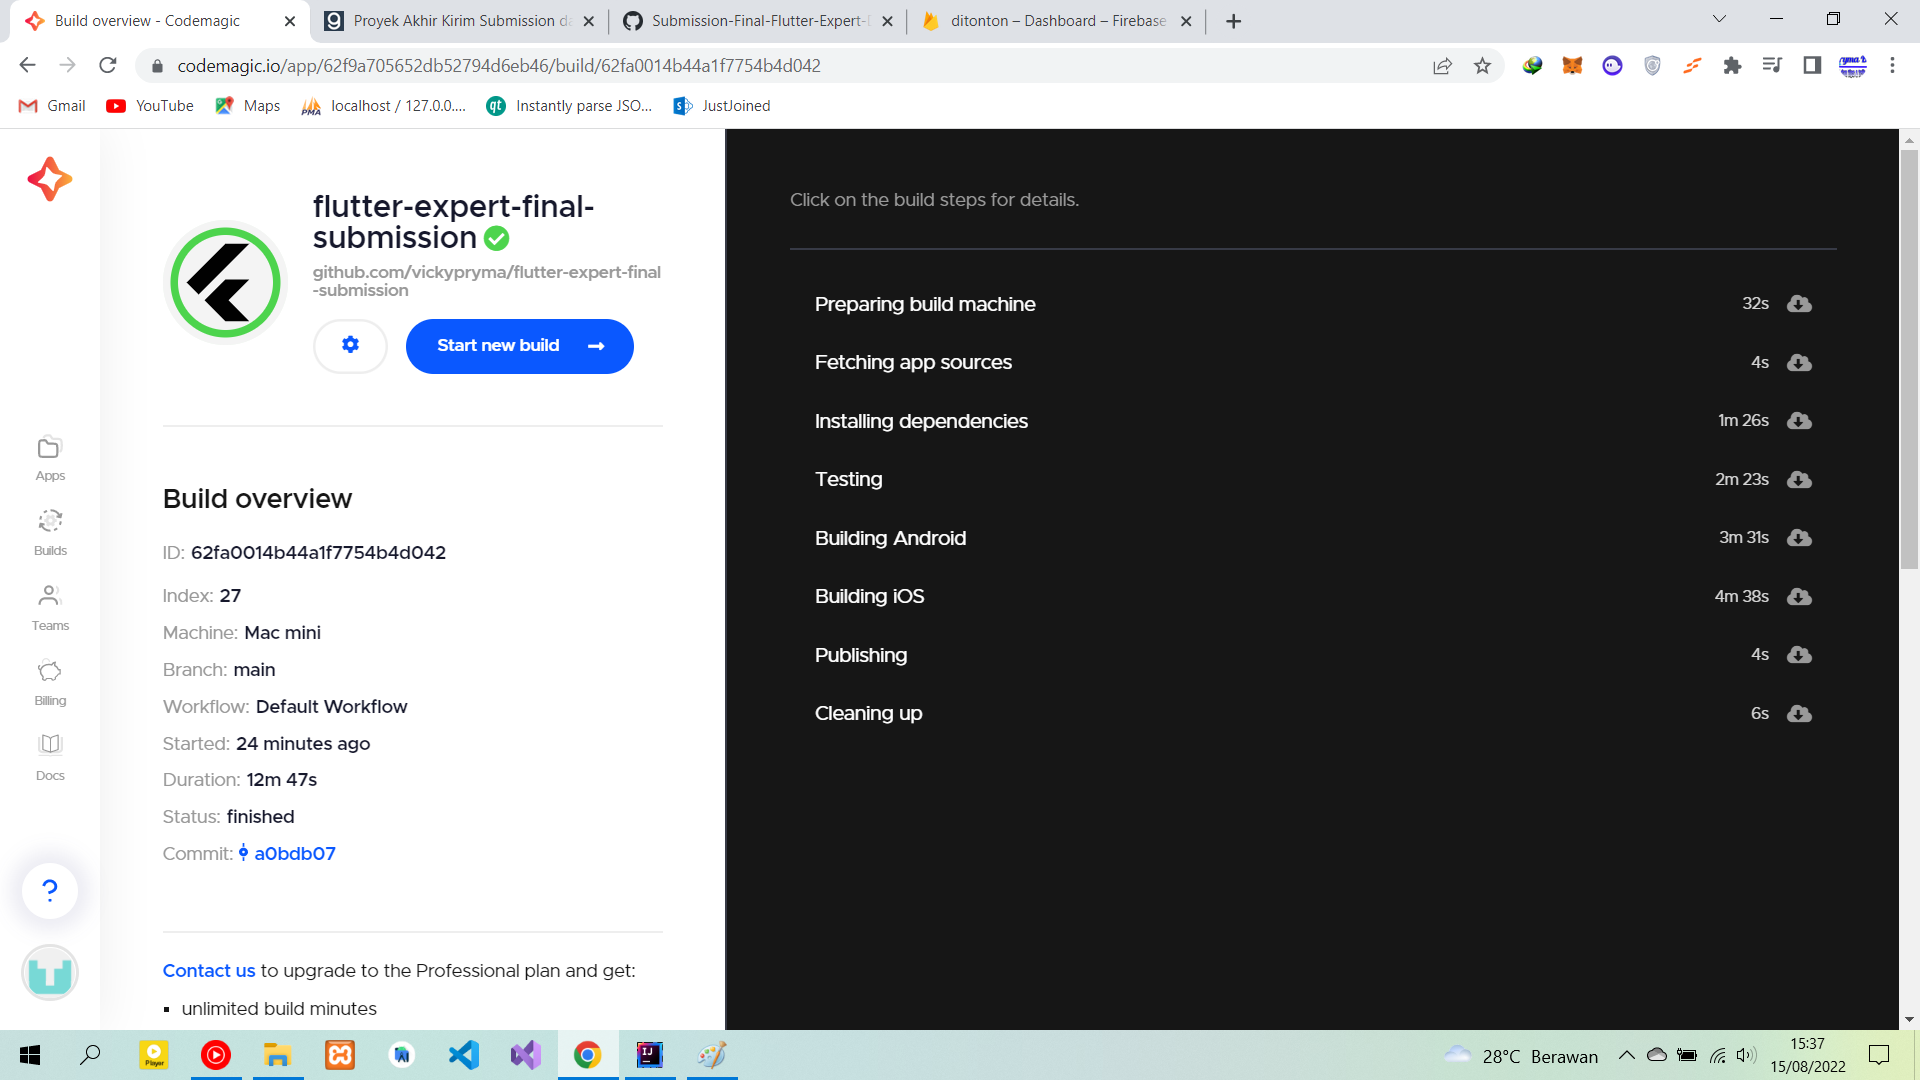 Build overview - Codemagic
Proyek Akhir Kirim Submission da
Submission-Final-Flutter-Expert-D
ditonton – Dashboard – Firebase
codemagic.io/app/62f9a705652db52794d6eb46/build/62fa0014b44a1f7754b4d042
Gmail
YouTube
Maps
PMA
localhost / 127.0.0....
qt
Instantly parse JSO...
JustJoined
flutter-expert-final-
submission
github.com/vickypryma/flutter-expert-final
-submission
Start new build
Build overview
ID: 62fa0014b44a1f7754b4d042
Index: 27
Machine: Mac mini
Branch: main
Workflow: Default Workflow
Started: 24 minutes ago
Duration: 12m 47s
Status: finished
Commit: a0bdb07
Contact us to upgrade to the Professional plan and get:
unlimited build minutes
Apps
Builds
Teams
Billing
Docs
?
Click on the build steps for details.
Preparing build machine 32s
Fetching app sources 4s
Installing dependencies 1m 26s
Testing 2m 23s
Building Android 3m 31s
Building iOS 4m 38s
Publishing 4s
Cleaning up 6s
Player
IJ
28°C Berawan
15:37
15/08/2022